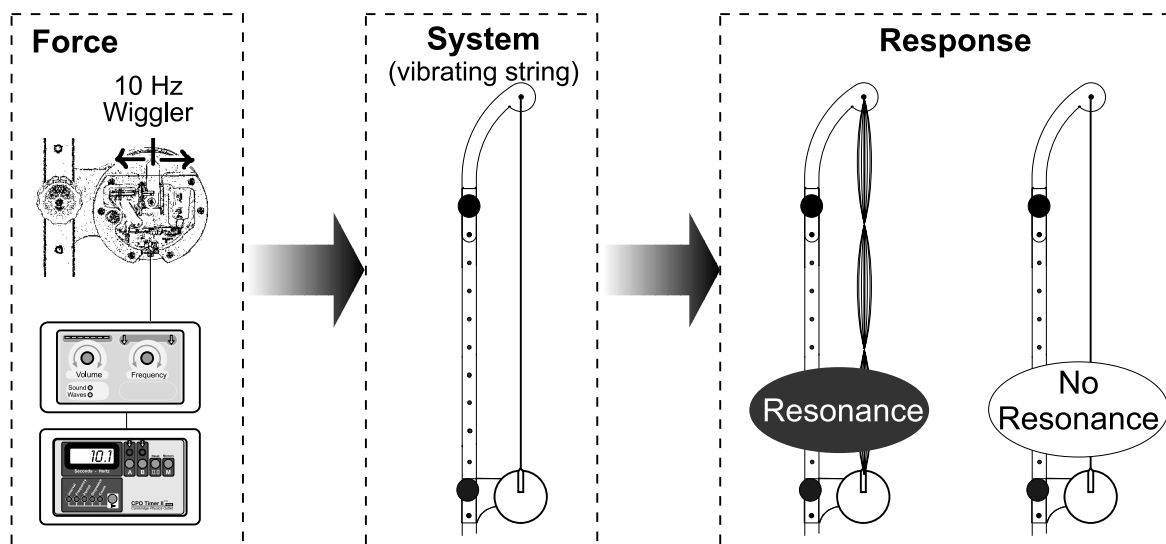 Force
10 Hz
Wiggler
Volume
Frequency
Sound
Waves
10.1
Seconds - Hertz
A
B
M
CPO Timer II
Cambridge Physics Outlet
System
(vibrating string)
Response
Resonance
No
Resonance